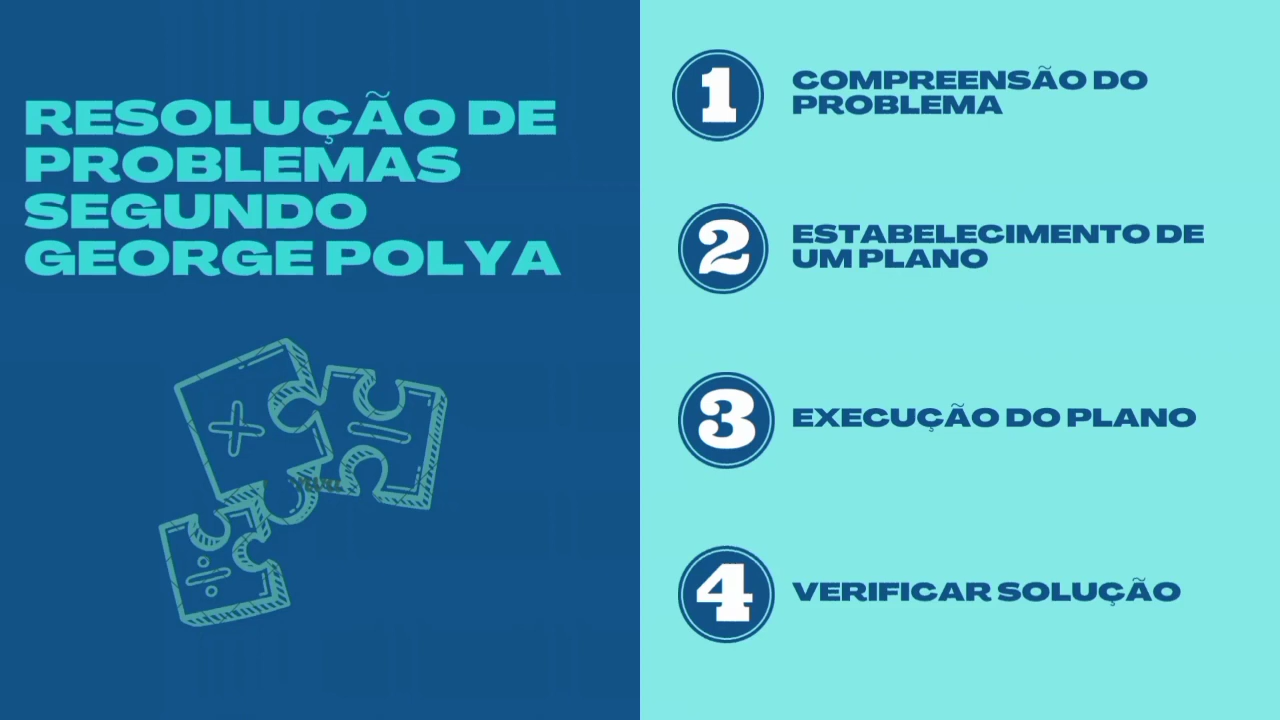 RESOLUÇÃO DE
PROBLEMAS
SEGUNDO
GEORGE POLYA
1
COMPREENSÃO DO
PROBLEMA
2
ESTABELECIMENTO DE
UM PLANO
3
EXECUÇÃO DO PLANO
4
VERIFICAR SOLUÇÃO